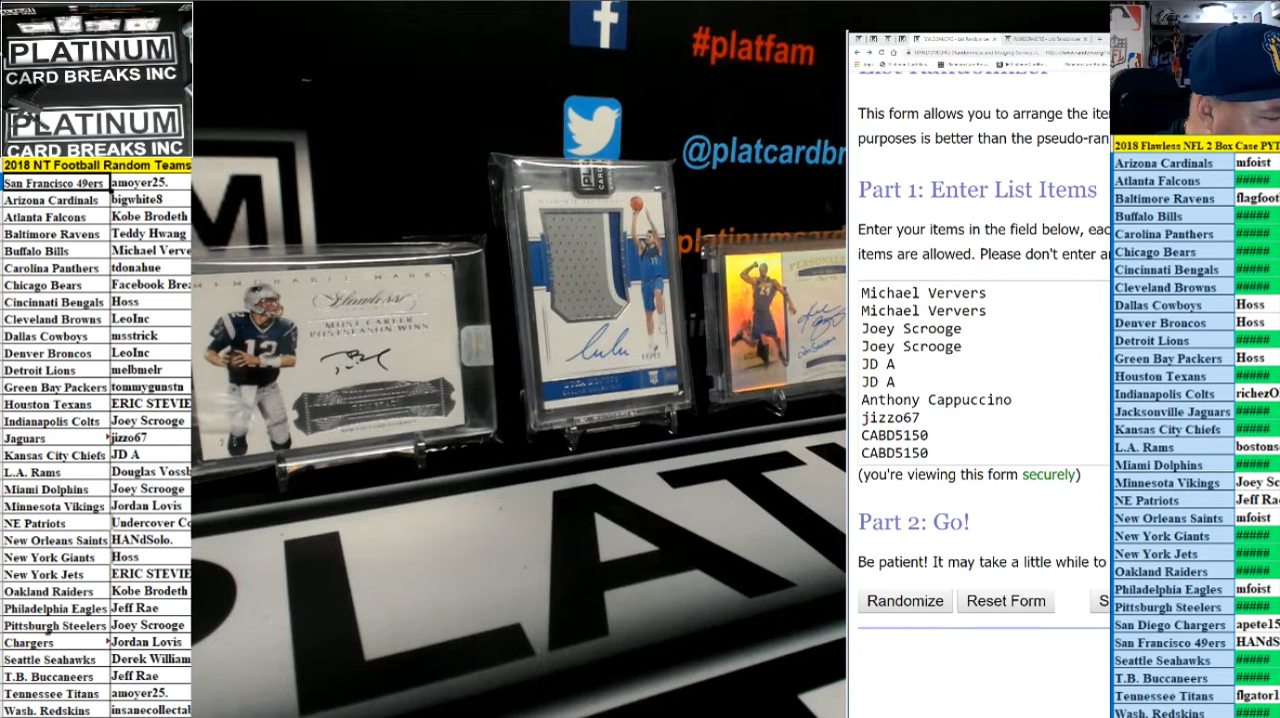 PLATINUM
CARD BREAKS INC
PLATINUM
CARD BREAKS INC
2018 NT Football Random Teams
San Francisco 49ers amoyer25.
Arizona Cardinals bigwhite8
Atlanta Falcons Kobe Brodeth
Baltimore Ravens Teddy Hwang
Buffalo Bills Michael Verve
Carolina Panthers tdonahue
Chicago Bears Facebook Bre
Cincinnati Bengals Hoss
Cleveland Browns LeoInc
Dallas Cowboys msstrick
Denver Broncos LeoInc
Detroit Lions melbmelr
Green Bay Packers tommygunstn
Houston Texans ERIC STEVIE
Indianapolis Colts Joey Scrooge
Jaguars jizzo67
Kansas City Chiefs JD A
L.A. Rams Douglas Vossb
Miami Dolphins Joey Scrooge
Minnesota Vikings Jordan Lovis
NE Patriots Undercover Co
New Orleans Saints HANdSolo.
New York Giants Hoss
New York Jets ERIC STEVIE
Oakland Raiders Kobe Brodeth
Philadelphia Eagles Jeff Rae
Pittsburgh Steelers Joey Scrooge
Chargers Jordan Lovis
Seattle Seahawks Derek William
T.B. Buccaneers Jeff Rae
Tennessee Titans amoyer25.
Wash. Redskins insanecollectal
#platfam
@platcardbr
platinumcard
Flawless
MOST CAREER
POSTSEASON WINS
12
PERSONALI
24
PLAT
List Randomizer
This form allows you to arrange the ite
purposes is better than the pseudo-ran
Part 1: Enter List Items
Enter your items in the field below, eac
items are allowed. Please don't enter a
Michael Ververs
Michael Ververs
Joey Scrooge
Joey Scrooge
JD A
JD A
Anthony Cappuccino
jizzo67
CABD5150
CABD5150
(you're viewing this form securely)
Part 2: Go!
Be patient! It may take a little while to
Randomize Reset Form S
2018 Flawless NFL 2 Box Case PYT
Arizona Cardinals mfoist
Atlanta Falcons #####
Baltimore Ravens flagfoot
Buffalo Bills #####
Carolina Panthers #####
Chicago Bears #####
Cincinnati Bengals #####
Cleveland Browns #####
Dallas Cowboys Hoss
Denver Broncos Hoss
Detroit Lions #####
Green Bay Packers Hoss
Houston Texans #####
Indianapolis Colts richezO
Jacksonville Jaguars #####
Kansas City Chiefs #####
L.A. Rams bostons
Miami Dolphins #####
Minnesota Vikings Joey Sc
NE Patriots Jeff Rae
New Orleans Saints mfoist
New York Giants #####
New York Jets #####
Oakland Raiders #####
Philadelphia Eagles mfoist
Pittsburgh Steelers #####
San Diego Chargers apete15
San Francisco 49ers HANdS
Seattle Seahawks #####
T.B. Buccaneers #####
Tennessee Titans flgator1
Wash. Redskins #####